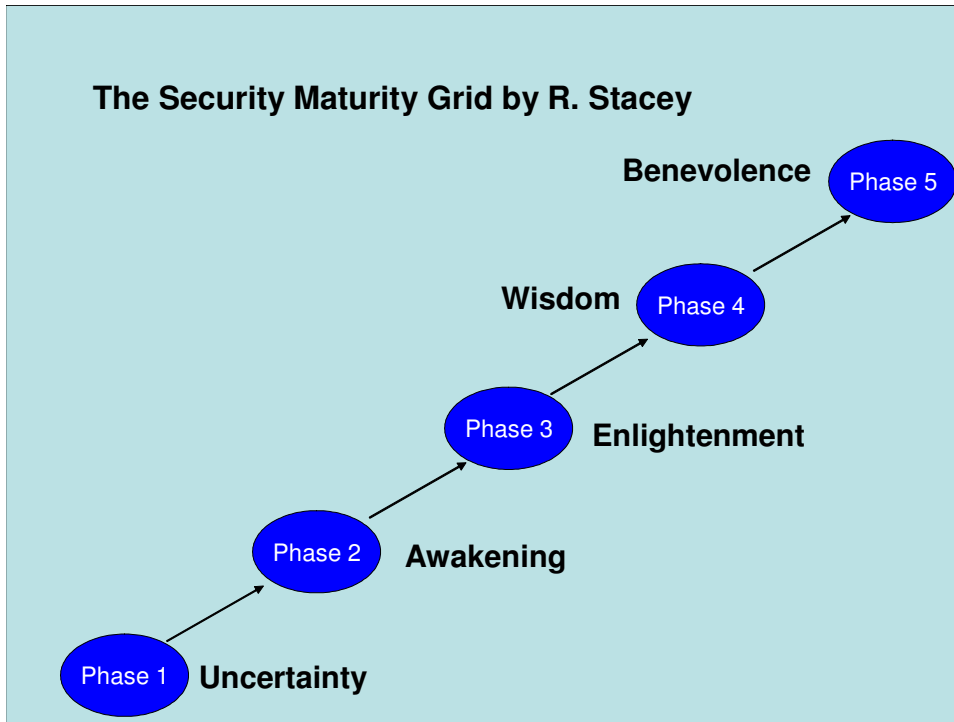 The Security Maturity Grid by R. Stacey
Benevolence
Phase 5
Wisdom
Phase 4
Phase 3
Enlightenment
Phase 2
Awakening
Phase 1
Uncertainty